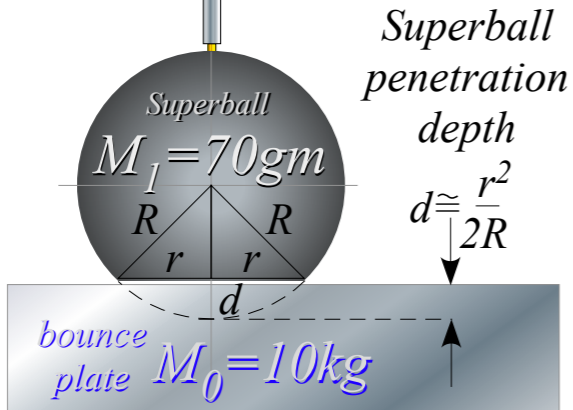 Superball
penetration
depth
d≅ r²/2R
Superball
M₁=70gm
R R
r r
d
bounce
plate M₀=10kg